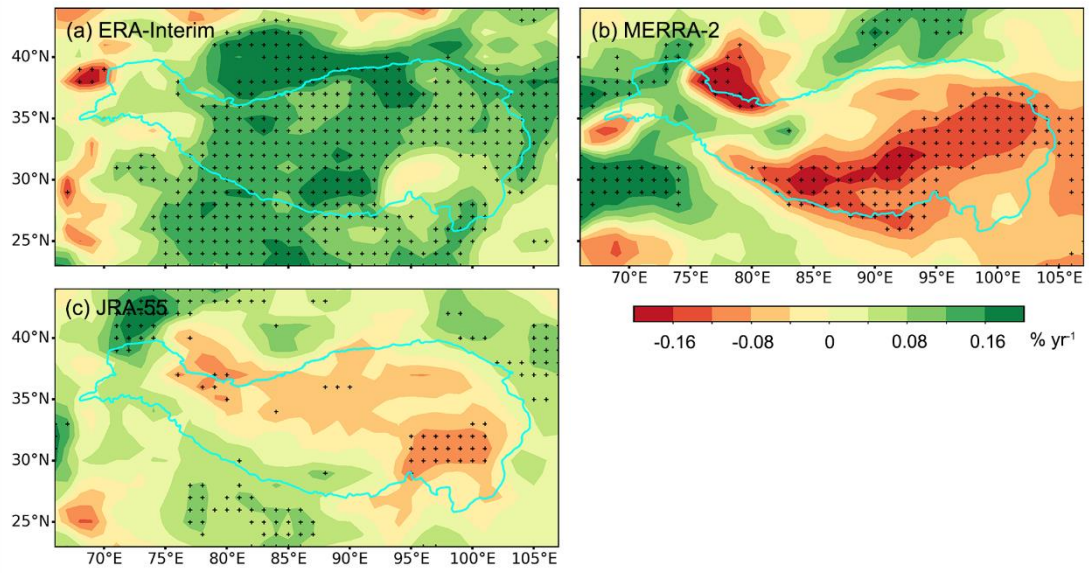 (a) ERA-Interim
(b) MERRA-2
40°N
35°N
30°N
25°N
70°E 75°E 80°E 85°E 90°E 95°E 100°E 105°E
(c) JRA-55
40°N
35°N
30°N
25°N
70°E 75°E 80°E 85°E 90°E 95°E 100°E 105°E
-0.16 -0.08 0 0.08 0.16 % yr⁻¹